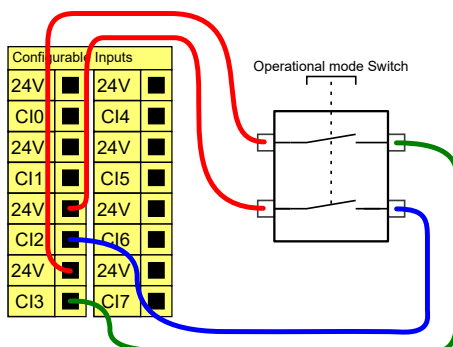 Configurable Inputs
Operational mode Switch
24V 24V
CI0 CI4
24V 24V
CI1 CI5
24V 24V
CI2 CI6
24V 24V
CI3 CI7